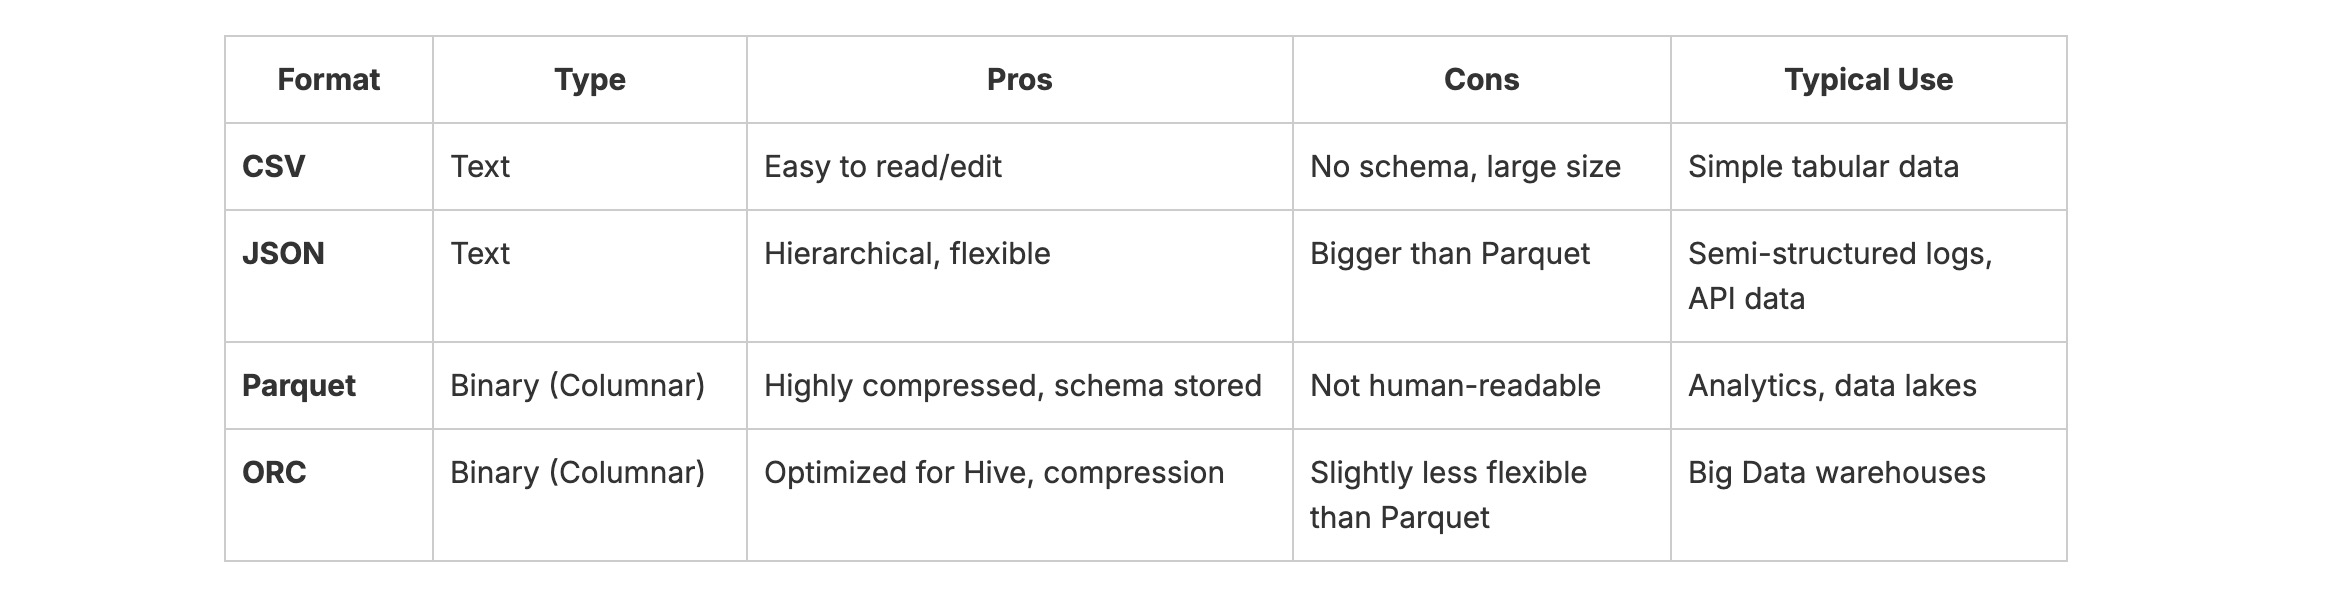 Format Type Pros Cons Typical Use
CSV Text Easy to read/edit No schema, large size Simple tabular data
JSON Text Hierarchical, flexible Bigger than Parquet Semi-structured logs,
API data
Parquet Binary (Columnar) Highly compressed, schema stored Not human-readable Analytics, data lakes
ORC Binary (Columnar) Optimized for Hive, compression Slightly less flexible Big Data warehouses
than Parquet